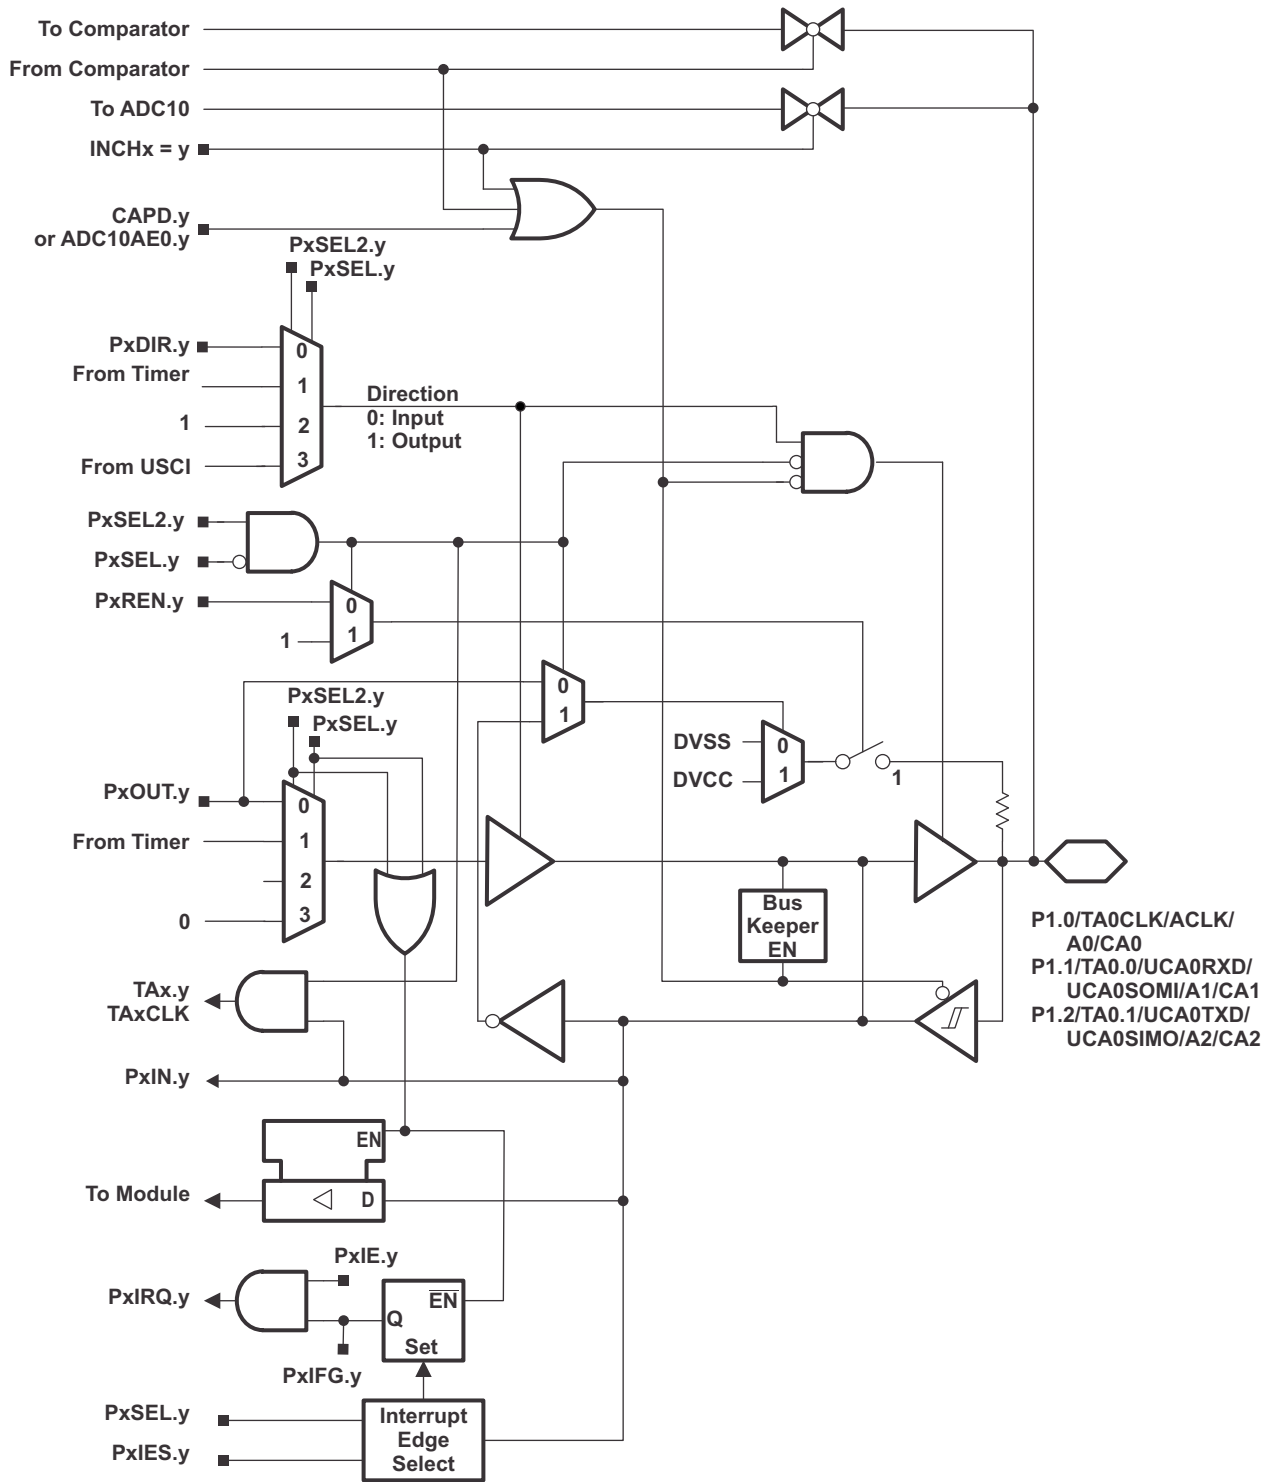 To Comparator
From Comparator
To ADC10
INCHx = y
CAPD.y
or ADC10AE0.y
PxSEL2.y
PxSEL.y
PxDIR.y
0
From Timer
1
Direction
0: Input
1: Output
1
2
From USCI
3
PxSEL2.y
PxSEL.y
PxREN.y
0
1
1
0
1
PxSEL2.y
PxSEL.y
DVSS
0
DVCC
1
1
PxOUT.y
0
From Timer
1
2
0
3
Bus
Keeper
EN
P1.0/TA0CLK/ACLK/
A0/CA0
P1.1/TA0.0/UCA0RXD/
UCA0SOMI/A1/CA1
P1.2/TA0.1/UCA0TXD/
UCA0SIMO/A2/CA2
TAx.y
TAxCLK
PxIN.y
EN
To Module
D
PxIE.y
PxIRQ.y
EN
Q
Set
PxIFG.y
PxSEL.y
PxIES.y
Interrupt
Edge
Select